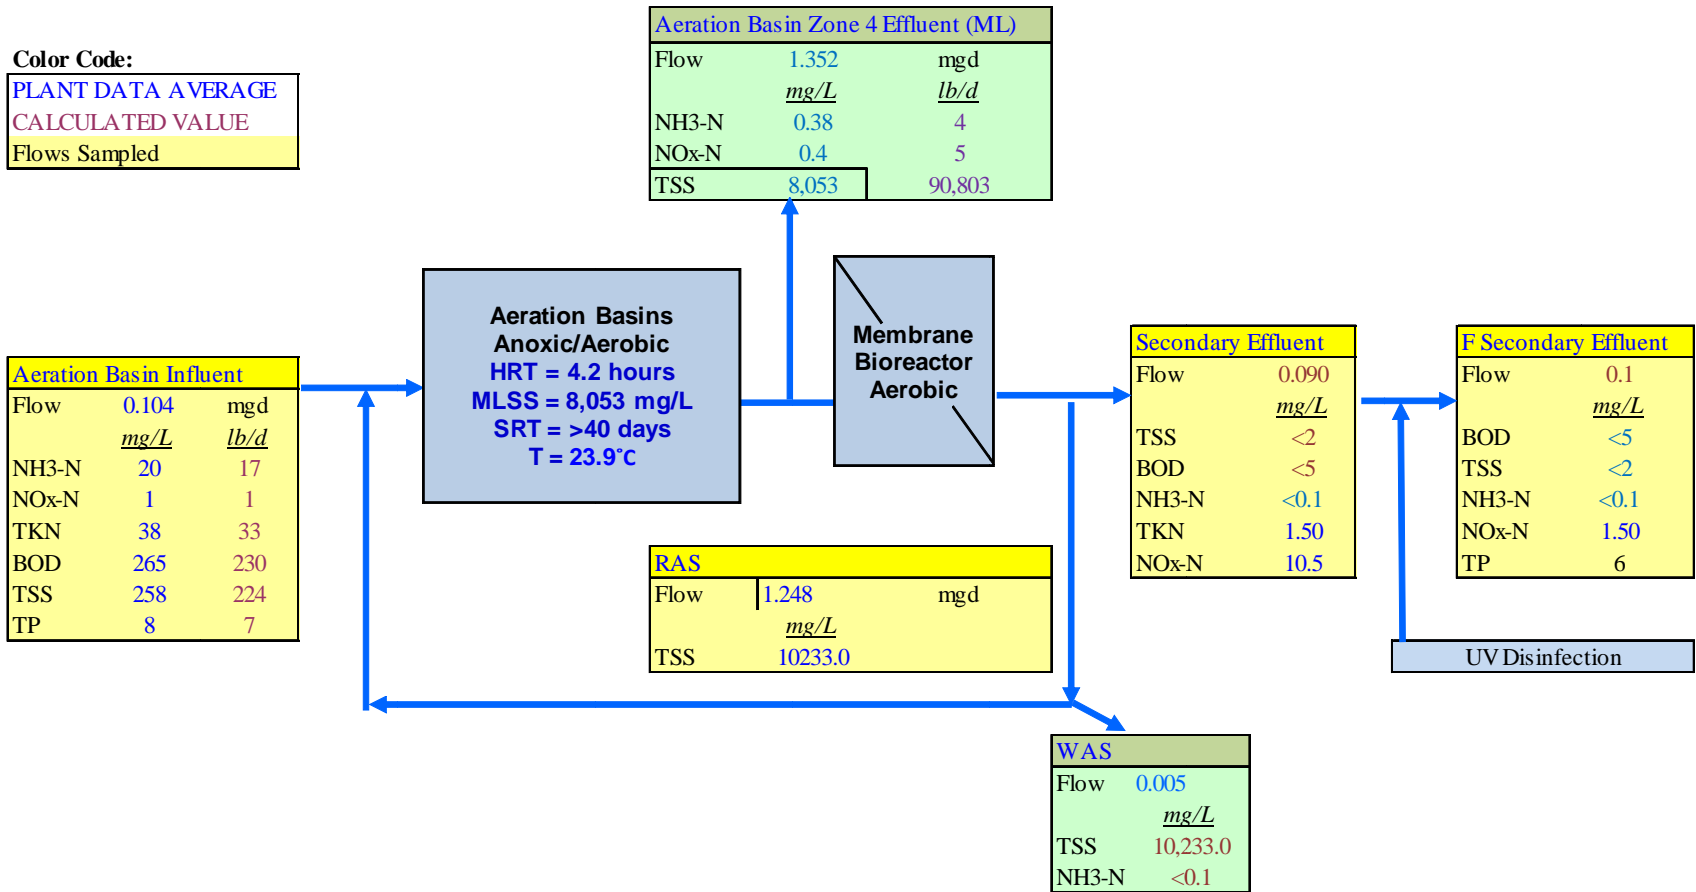 Color Code:
PLANT DATA AVERAGE
CALCULATED VALUE
Flows Sampled
Aeration Basin Zone 4 Effluent (ML)
Flow 1.352 mgd
mg/L lb/d
NH3-N 0.38 4
NOx-N 0.4 5
TSS 8,053 90,803
Aeration Basins
Anoxic/Aerobic
HRT = 4.2 hours
MLSS = 8,053 mg/L
SRT = >40 days
T = 23.9°C
Membrane
Bioreactor
Aerobic
Aeration Basin Influent
Flow 0.104 mgd
mg/L lb/d
NH3-N 20 17
NOx-N 1 1
TKN 38 33
BOD 265 230
TSS 258 224
TP 8 7
Secondary Effluent
Flow 0.090
mg/L
TSS <2
BOD <5
NH3-N <0.1
TKN 1.50
NOx-N 10.5
F Secondary Effluent
Flow 0.1
mg/L
BOD <5
TSS <2
NH3-N <0.1
NOx-N 1.50
TP 6
RAS
Flow 1.248 mgd
mg/L
TSS 10233.0
UV Disinfection
WAS
Flow 0.005
mg/L
TSS 10,233.0
NH3-N <0.1